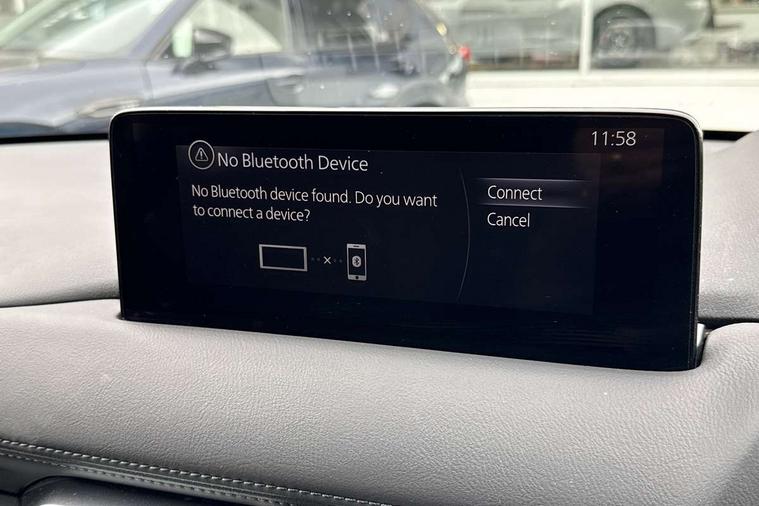 11:58
No Bluetooth Device
No Bluetooth device found. Do you want
to connect a device?
Connect
Cancel